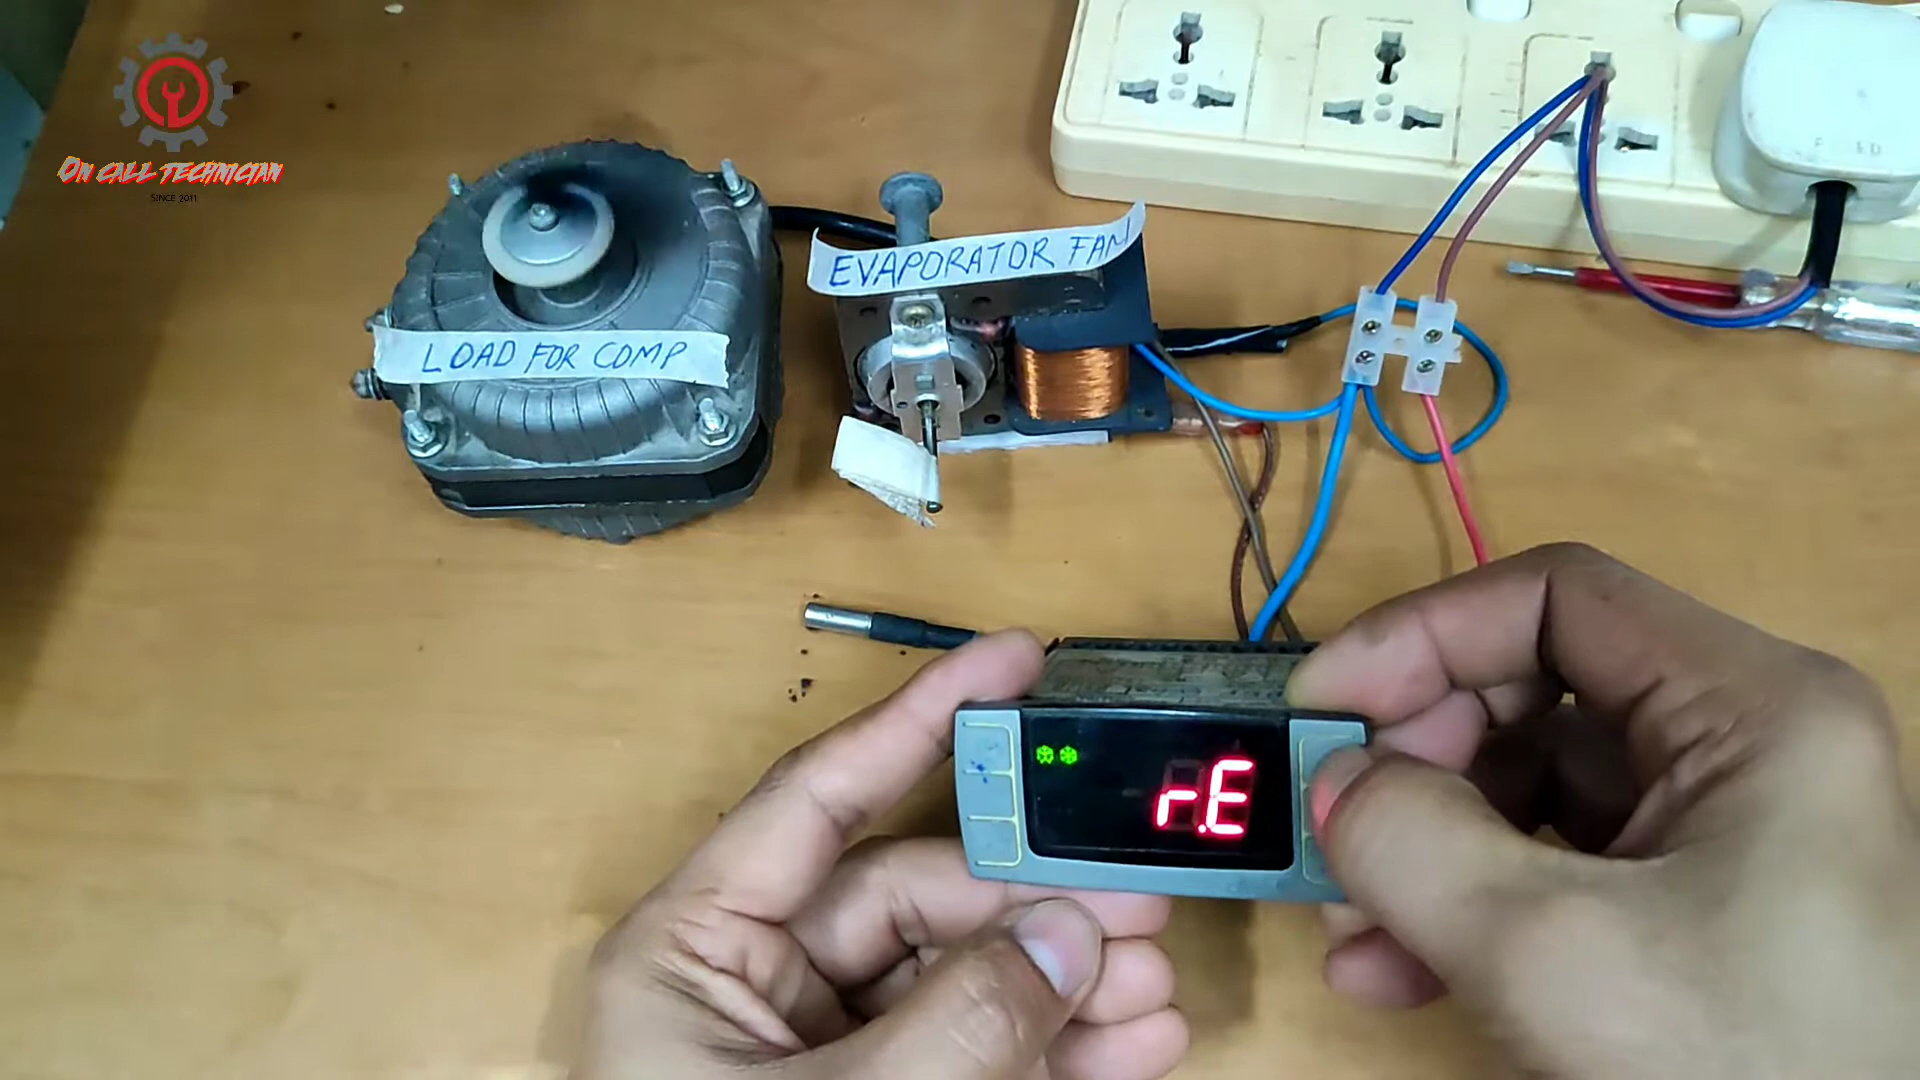 On call technician
Since 2011
EVAPORATOR FAN
LOAD FOR COMP
r.E